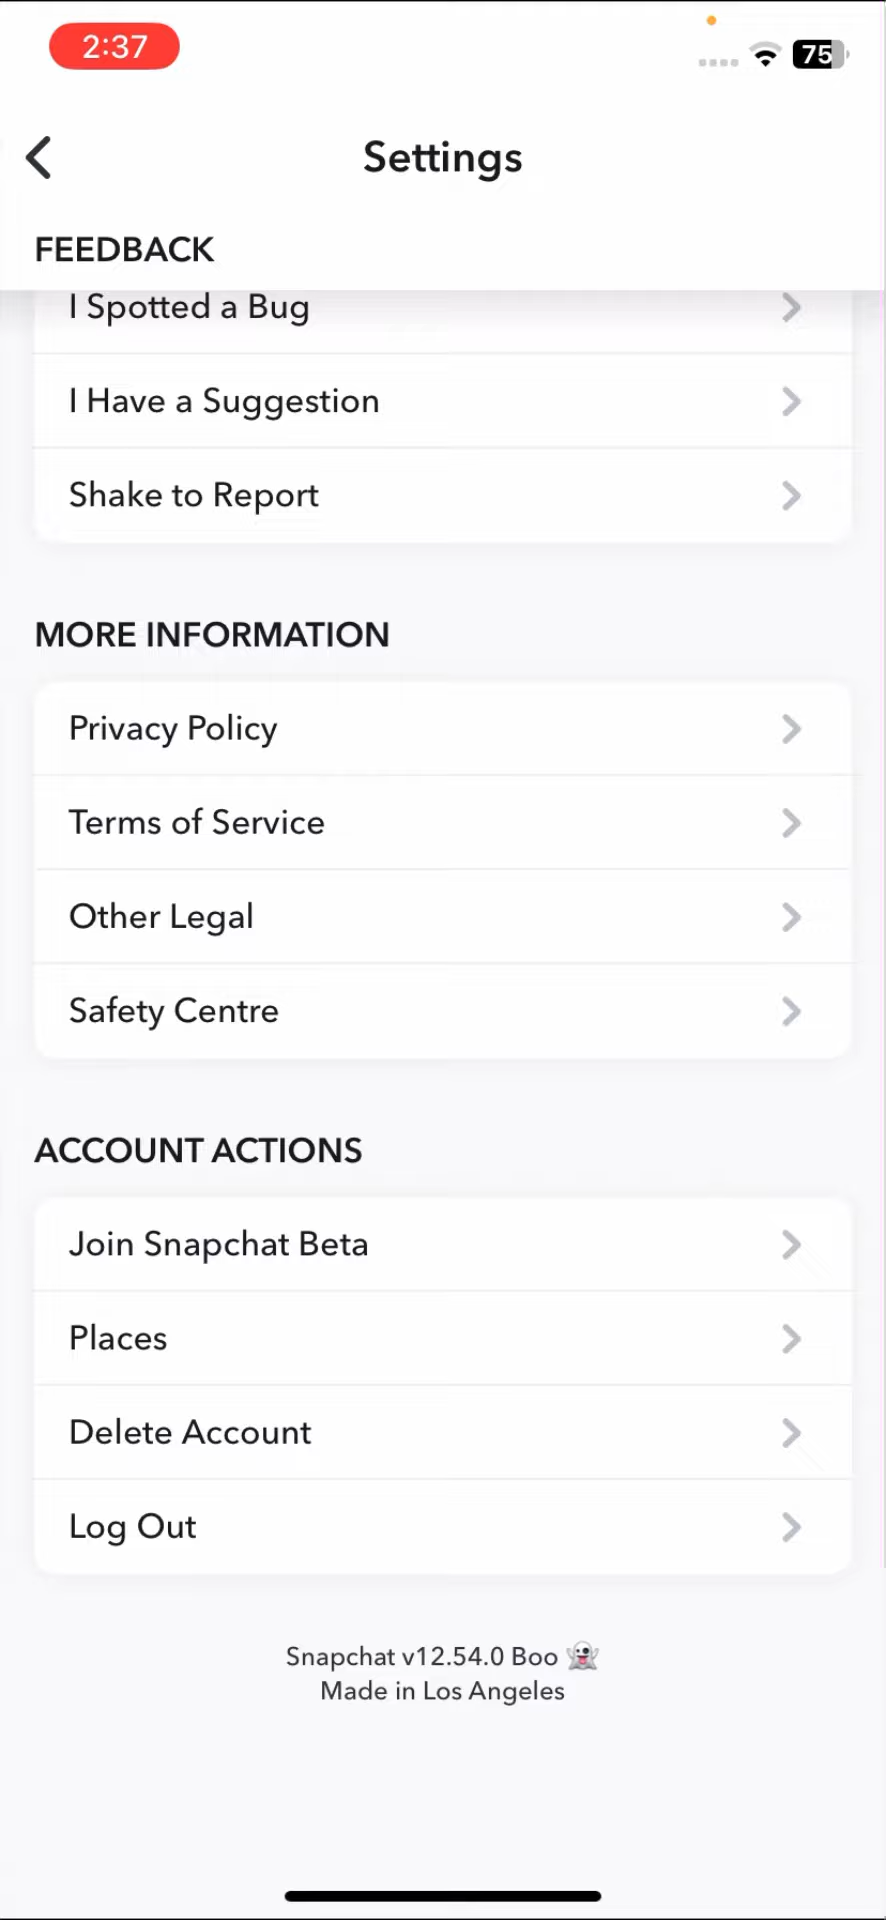 2:37
75
Settings
FEEDBACK
I Spotted a Bug
I Have a Suggestion
Shake to Report
MORE INFORMATION
Privacy Policy
Terms of Service
Other Legal
Safety Centre
ACCOUNT ACTIONS
Join Snapchat Beta
Places
Delete Account
Log Out
Snapchat v12.54.0 Boo 👻
Made in Los Angeles